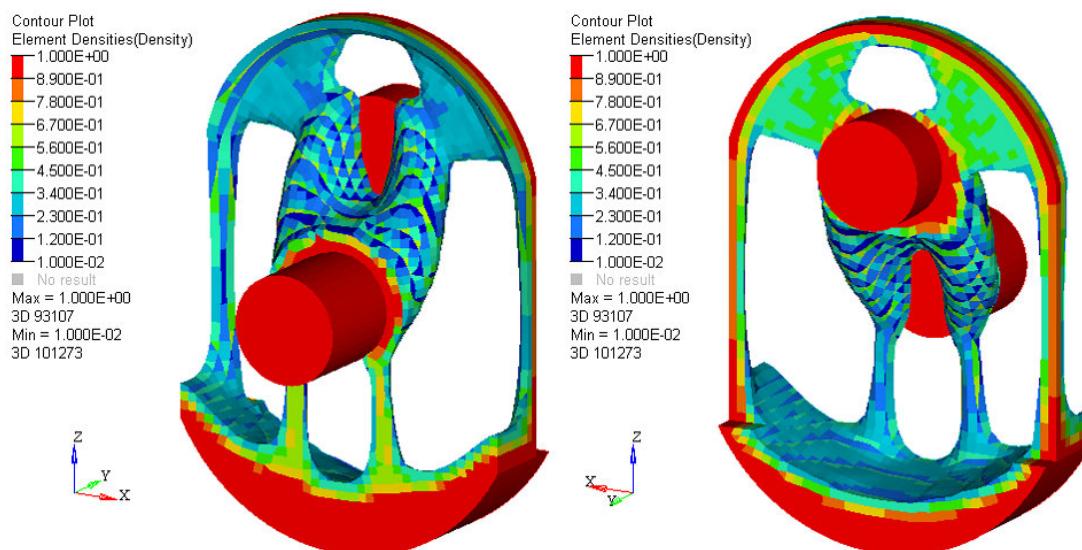 Contour Plot
Element Densities(Density)
1.000E+00
8.900E-01
7.800E-01
6.700E-01
5.600E-01
4.500E-01
3.400E-01
2.300E-01
1.200E-01
1.000E-02
No result
Max = 1.000E+00
3D 93107
Min = 1.000E-02
3D 101273
Z
Y
X
Contour Plot
Element Densities(Density)
1.000E+00
8.900E-01
7.800E-01
6.700E-01
5.600E-01
4.500E-01
3.400E-01
2.300E-01
1.200E-01
1.000E-02
No result
Max = 1.000E+00
3D 93107
Min = 1.000E-02
3D 101273
Z
X
Y